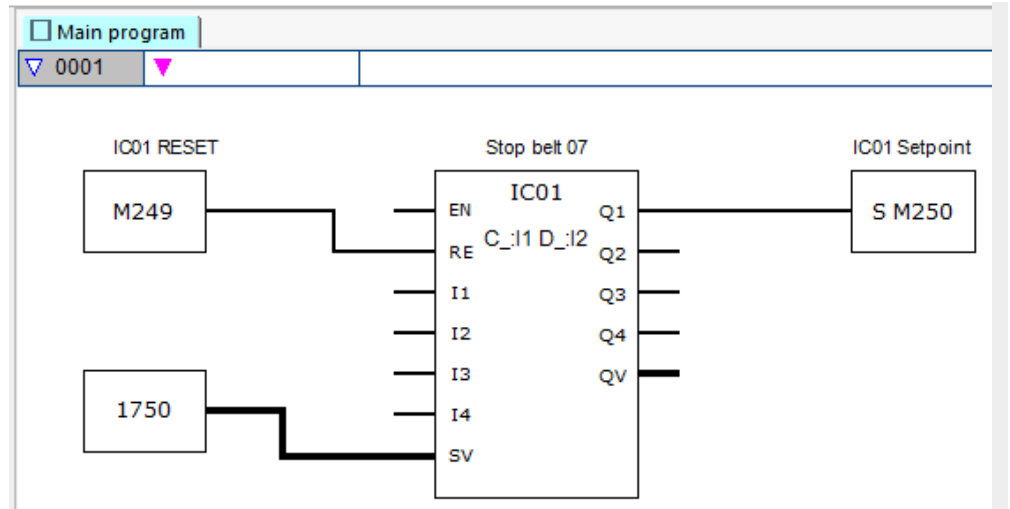 Main program
0001
IC01 RESET
Stop belt 07
IC01 Setpoint
M249
IC01
S M250
EN
Q1
C_:I1 D_:I2
RE
Q2
I1
Q3
I2
Q4
I3
QV
1750
I4
SV